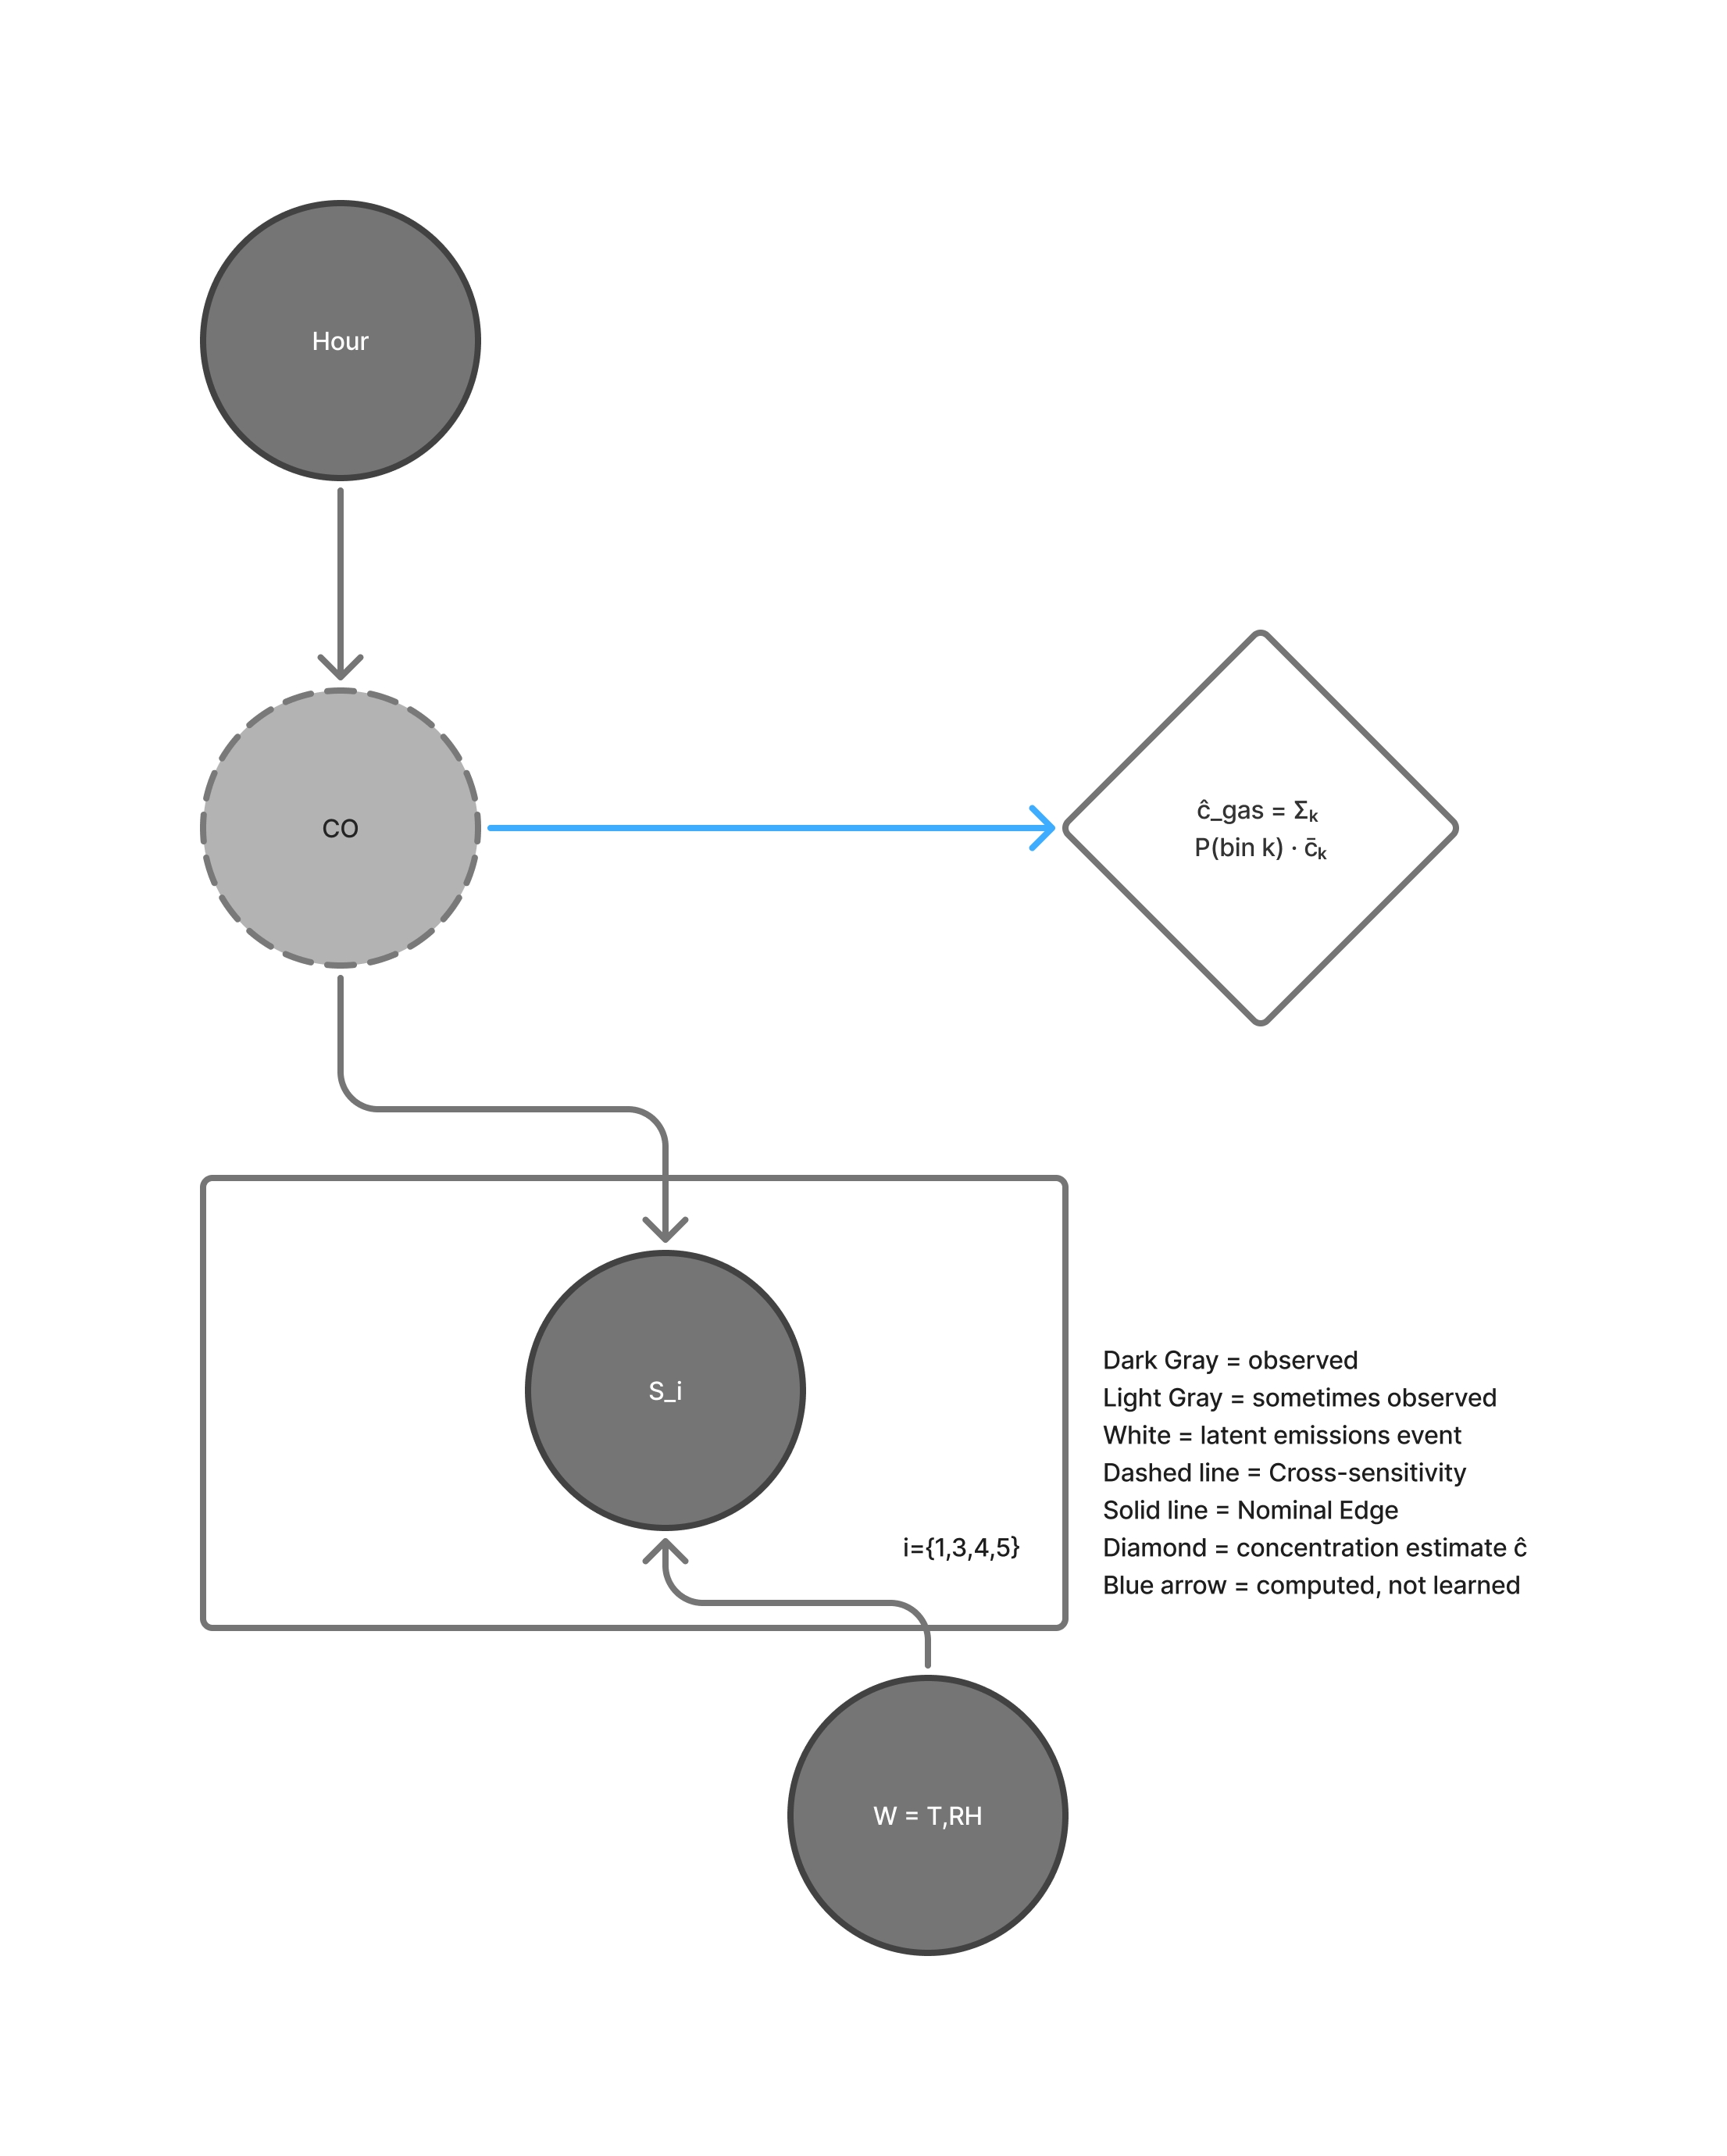 Hour
CO
ĉ_gas = Σₖ
P(bin k) · c̄ₖ
S_i
i={1,3,4,5}
Dark Gray = observed
Light Gray = sometimes observed
White = latent emissions event
Dashed line = Cross-sensitivity
Solid line = Nominal Edge
Diamond = concentration estimate ĉ
Blue arrow = computed, not learned
W = T,RH